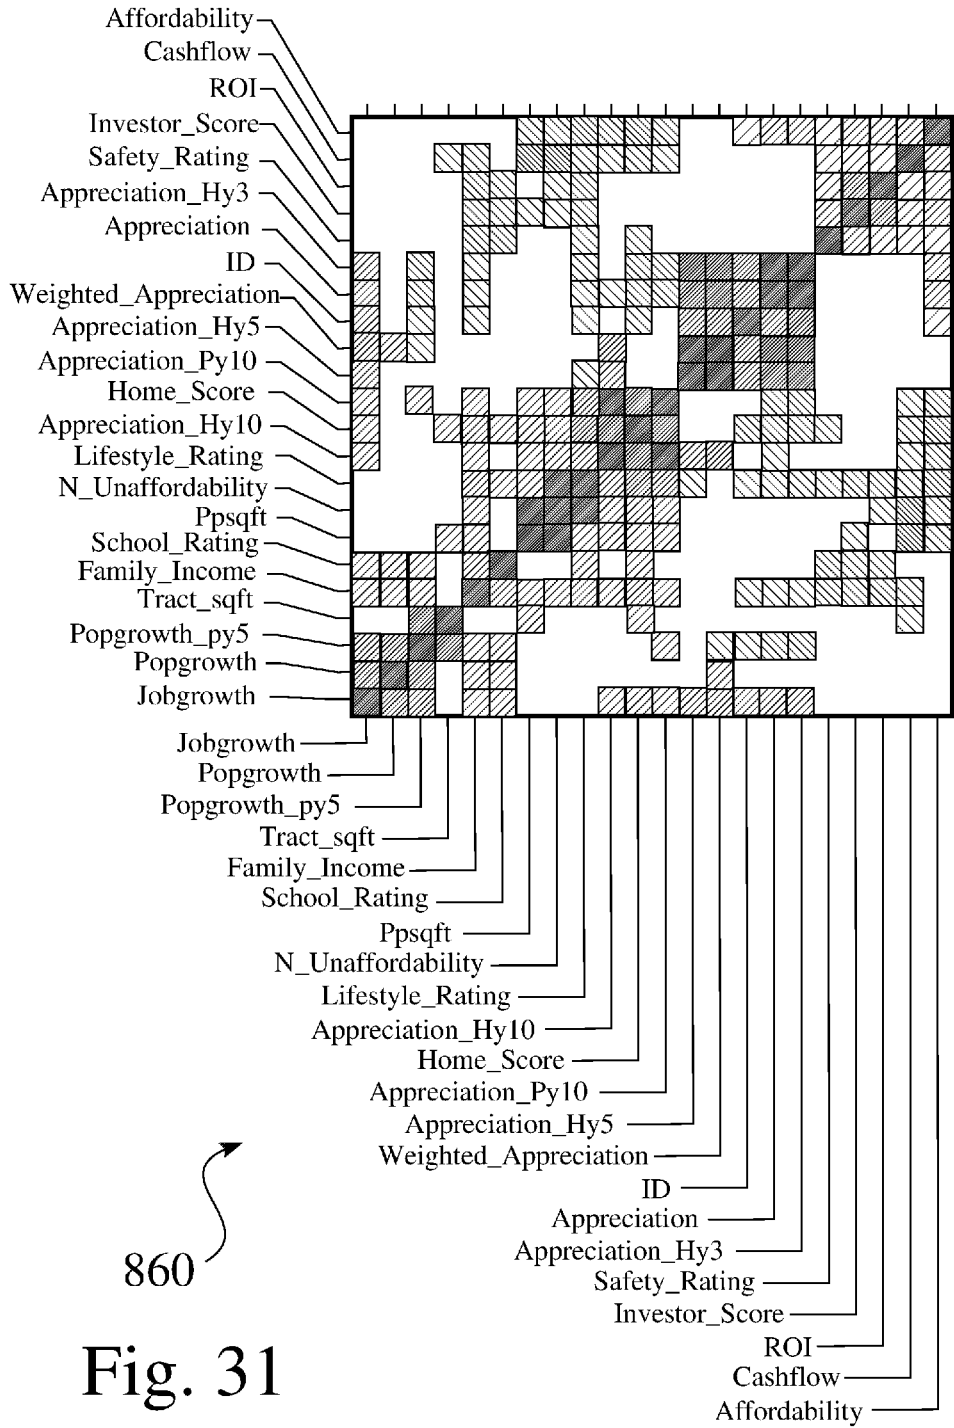 Affordability
Cashflow
ROI
Investor_Score
Safety_Rating
Appreciation_Hy3
Appreciation
ID
Weighted_Appreciation
Appreciation_Hy5
Appreciation_Py10
Home_Score
Appreciation_Hy10
Lifestyle_Rating
N_Unaffordability
Ppsqft
School_Rating
Family_Income
Tract_sqft
Popgrowth_py5
Popgrowth
Jobgrowth
Jobgrowth
Popgrowth
Popgrowth_py5
Tract_sqft
Family_Income
School_Rating
Ppsqft
N_Unaffordability
Lifestyle_Rating
Appreciation_Hy10
Home_Score
Appreciation_Py10
Appreciation_Hy5
Weighted_Appreciation
ID
Appreciation
Appreciation_Hy3
Safety_Rating
Investor_Score
ROI
Cashflow
Affordability
860
Fig. 31